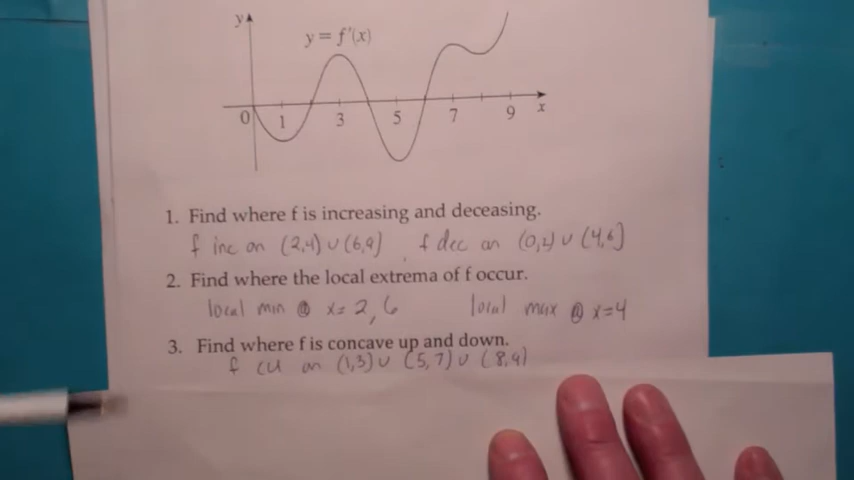 y
y = f'(x)
0 1 3 5 7 9 x
1. Find where f is increasing and deceasing.
f inc on (2,4) ∪ (6,9) , f dec on (0,2) ∪ (4,6)
2. Find where the local extrema of f occur.
local min @ x = 2, 6 local max @ x=4
3. Find where f is concave up and down.
f CU on (1,3) ∪ (5,7) ∪ (8,9)